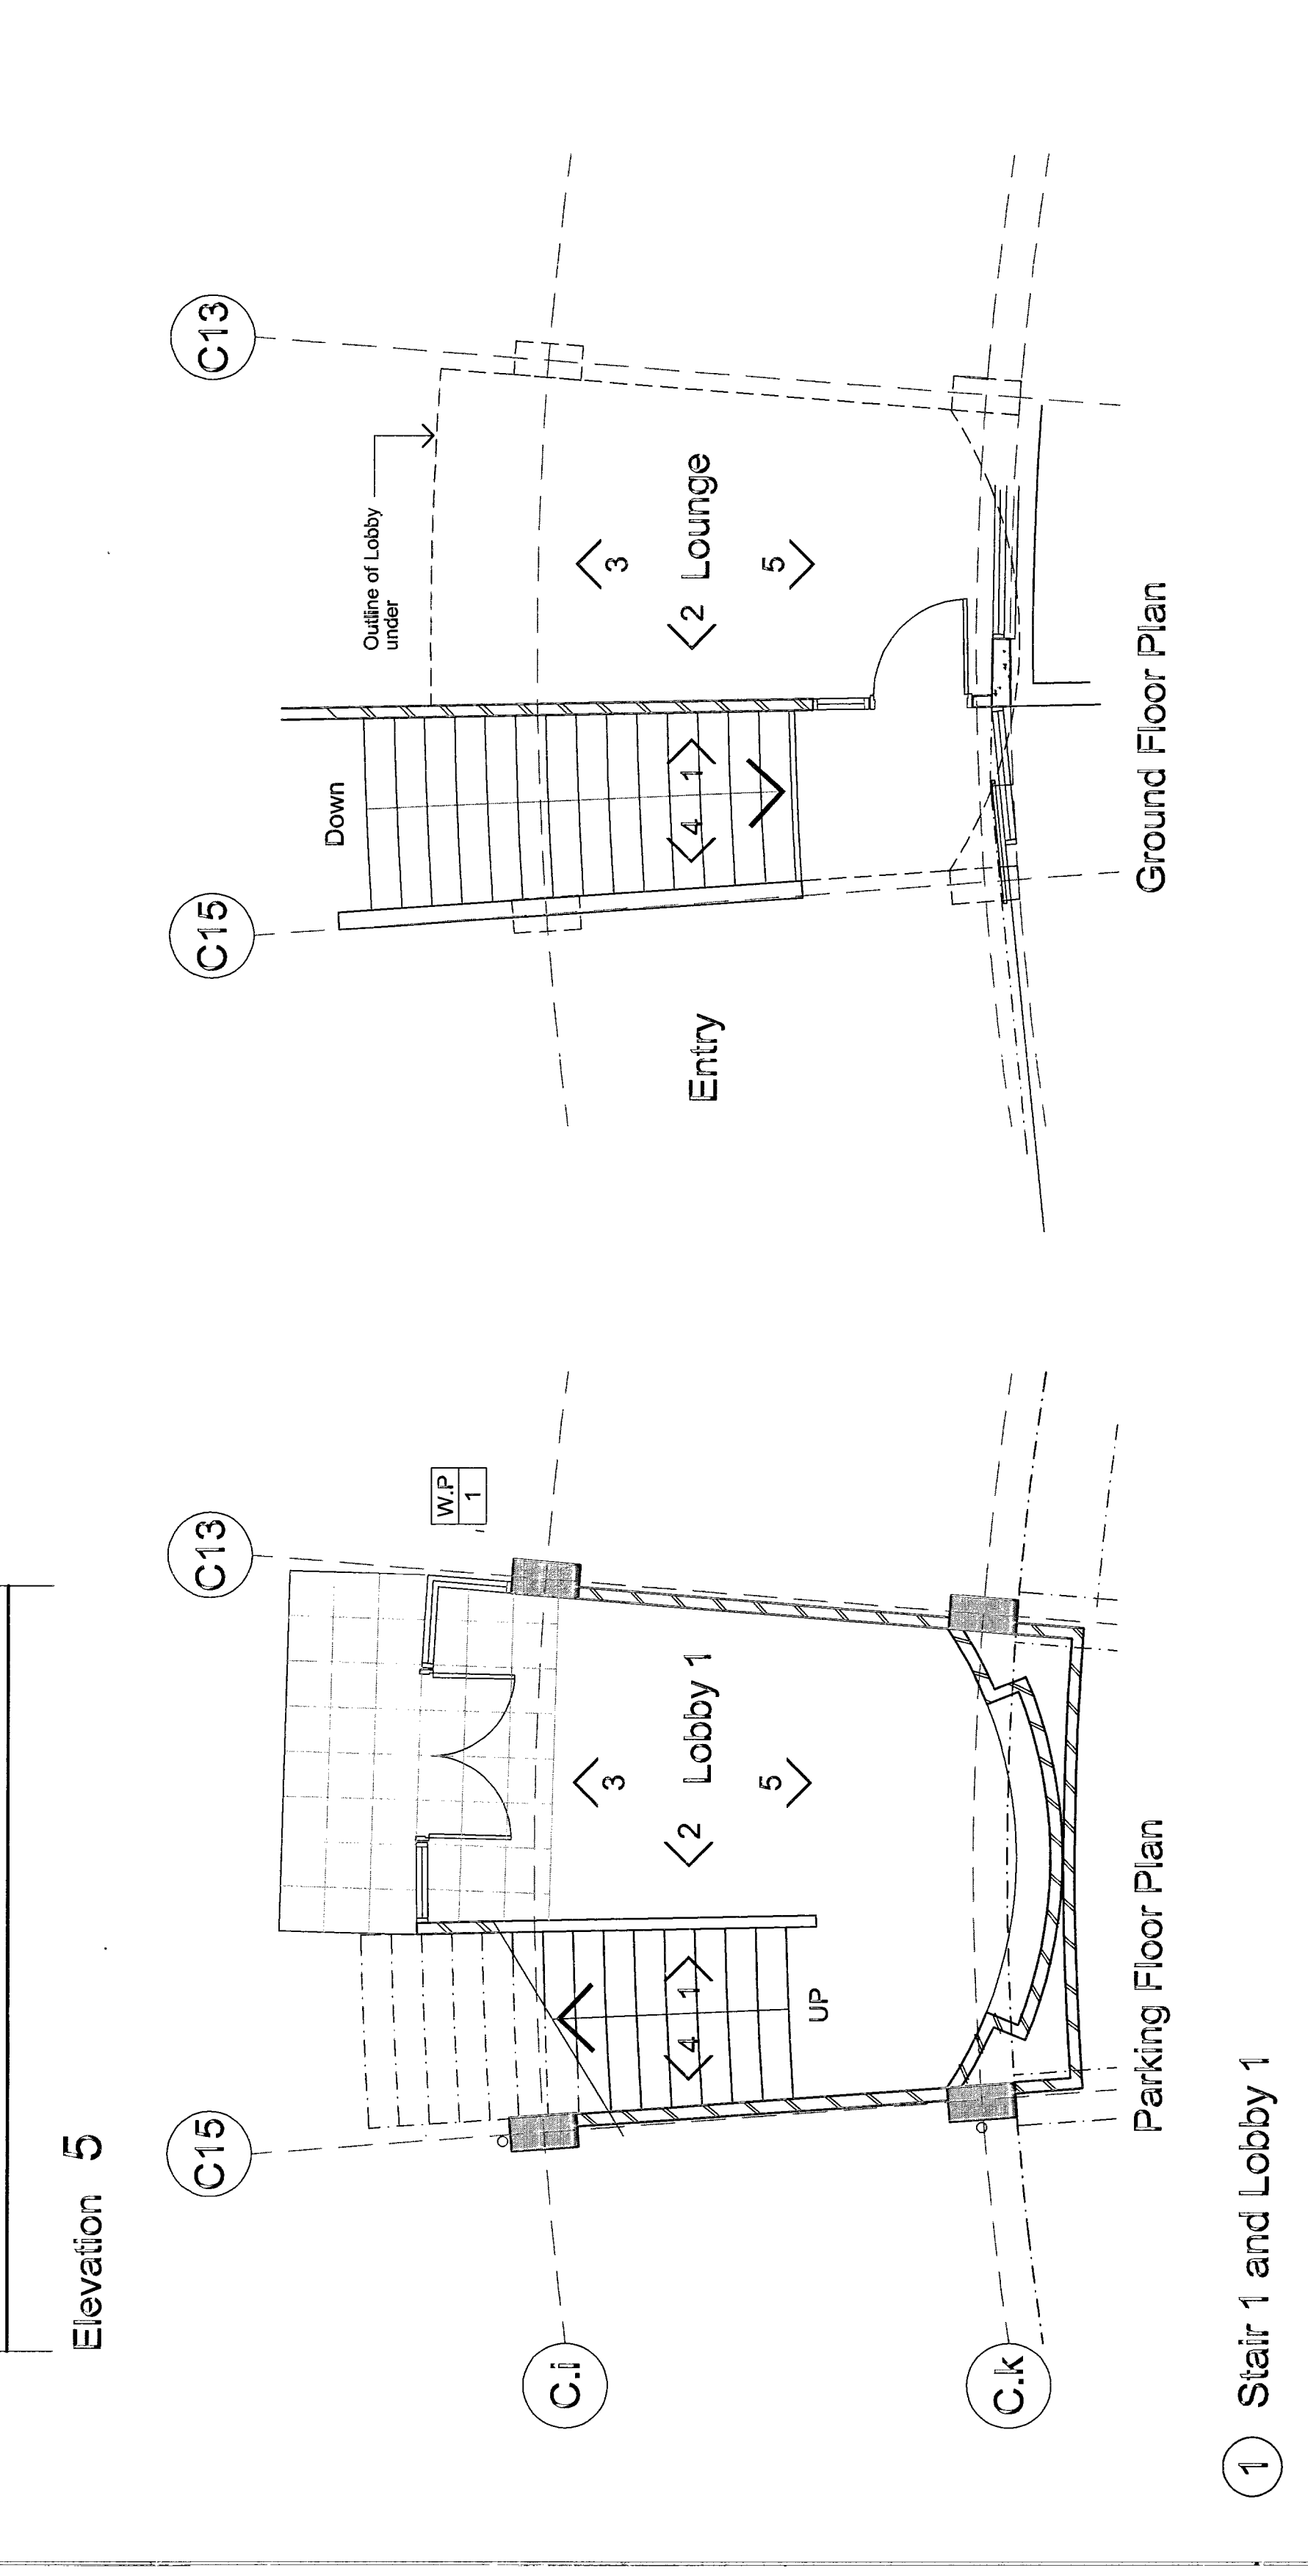 Elevation 5
C15
C13
C15
C13
W.P
1
Outline of Lobby
under
Down
C.i
3
3
4
1
2
Lobby 1
Entry
4
1
2
Lounge
5
5
UP
C.k
Parking Floor Plan
Ground Floor Plan
1
Stair 1 and Lobby 1